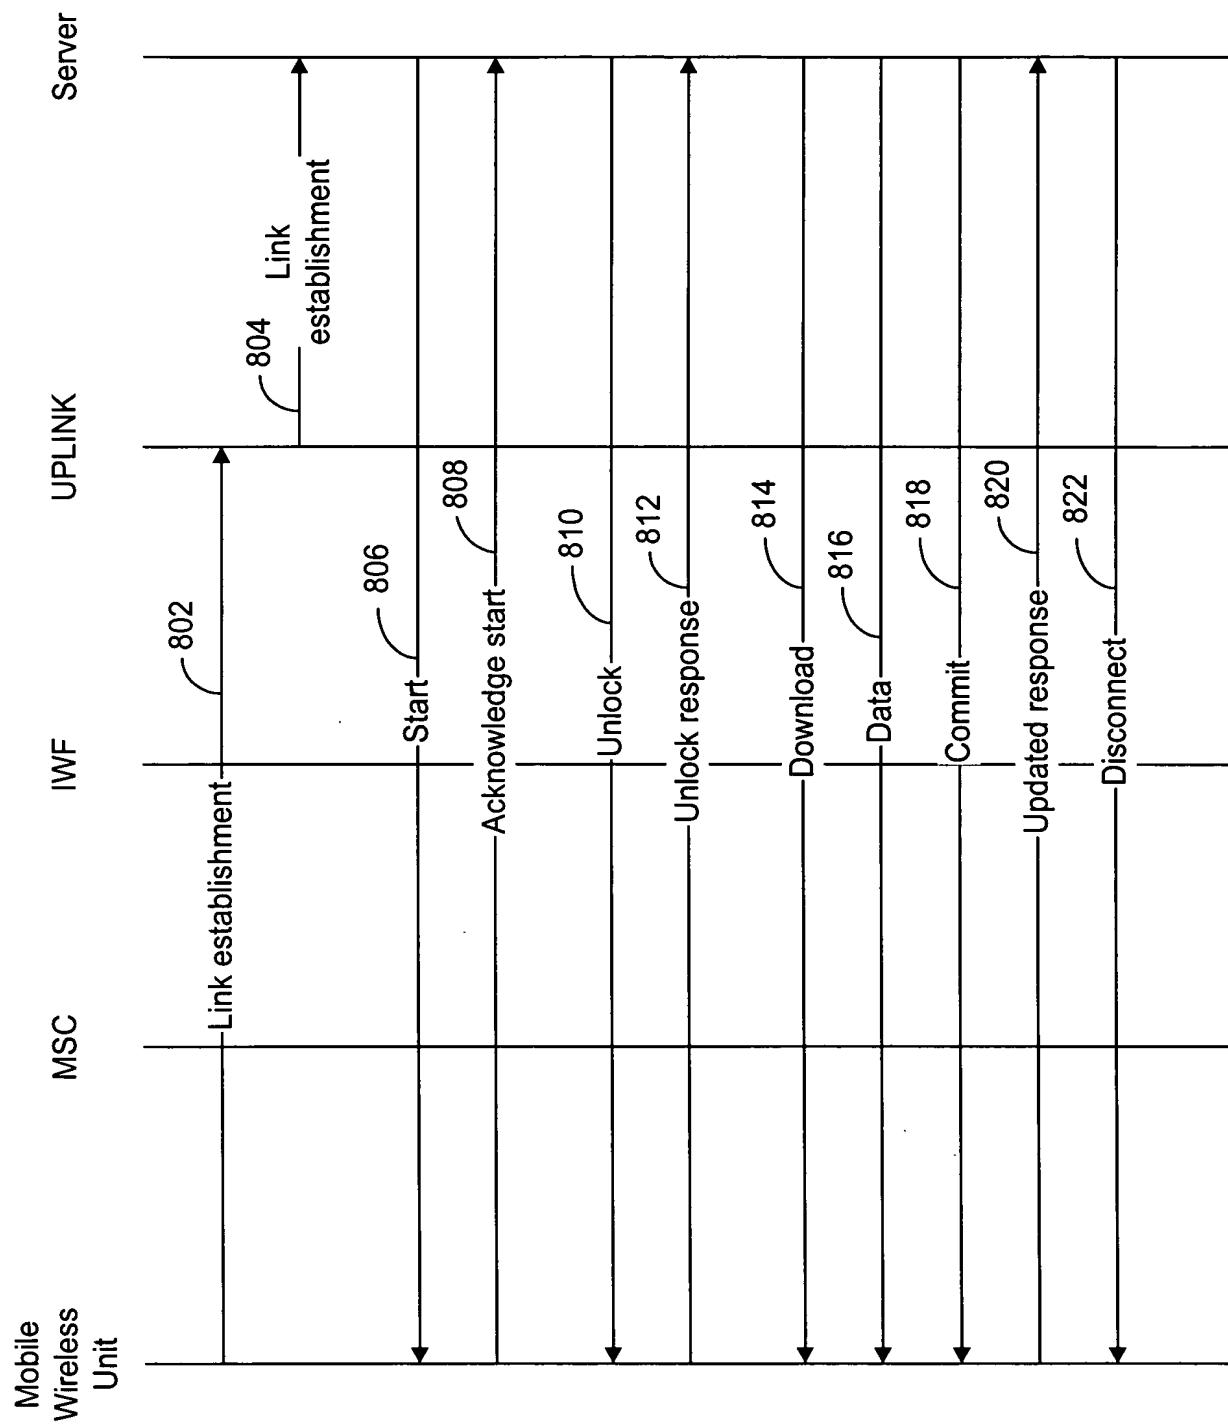 Mobile
Wireless
Unit
MSC
IWF
UPLINK
Server
Link establishment
802
804
Link
establishment
806
Start
808
Acknowledge start
810
Unlock
812
Unlock response
814
Download
816
Data
818
Commit
820
Updated response
822
Disconnect